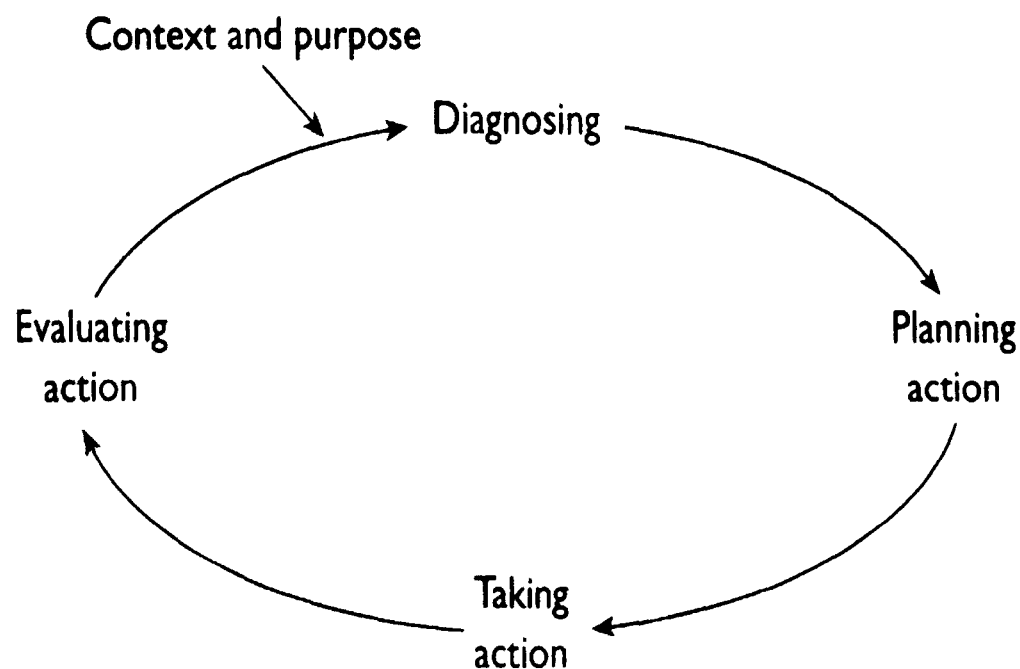 Context and purpose
Diagnosing
Evaluating
action
Planning
action
Taking
action